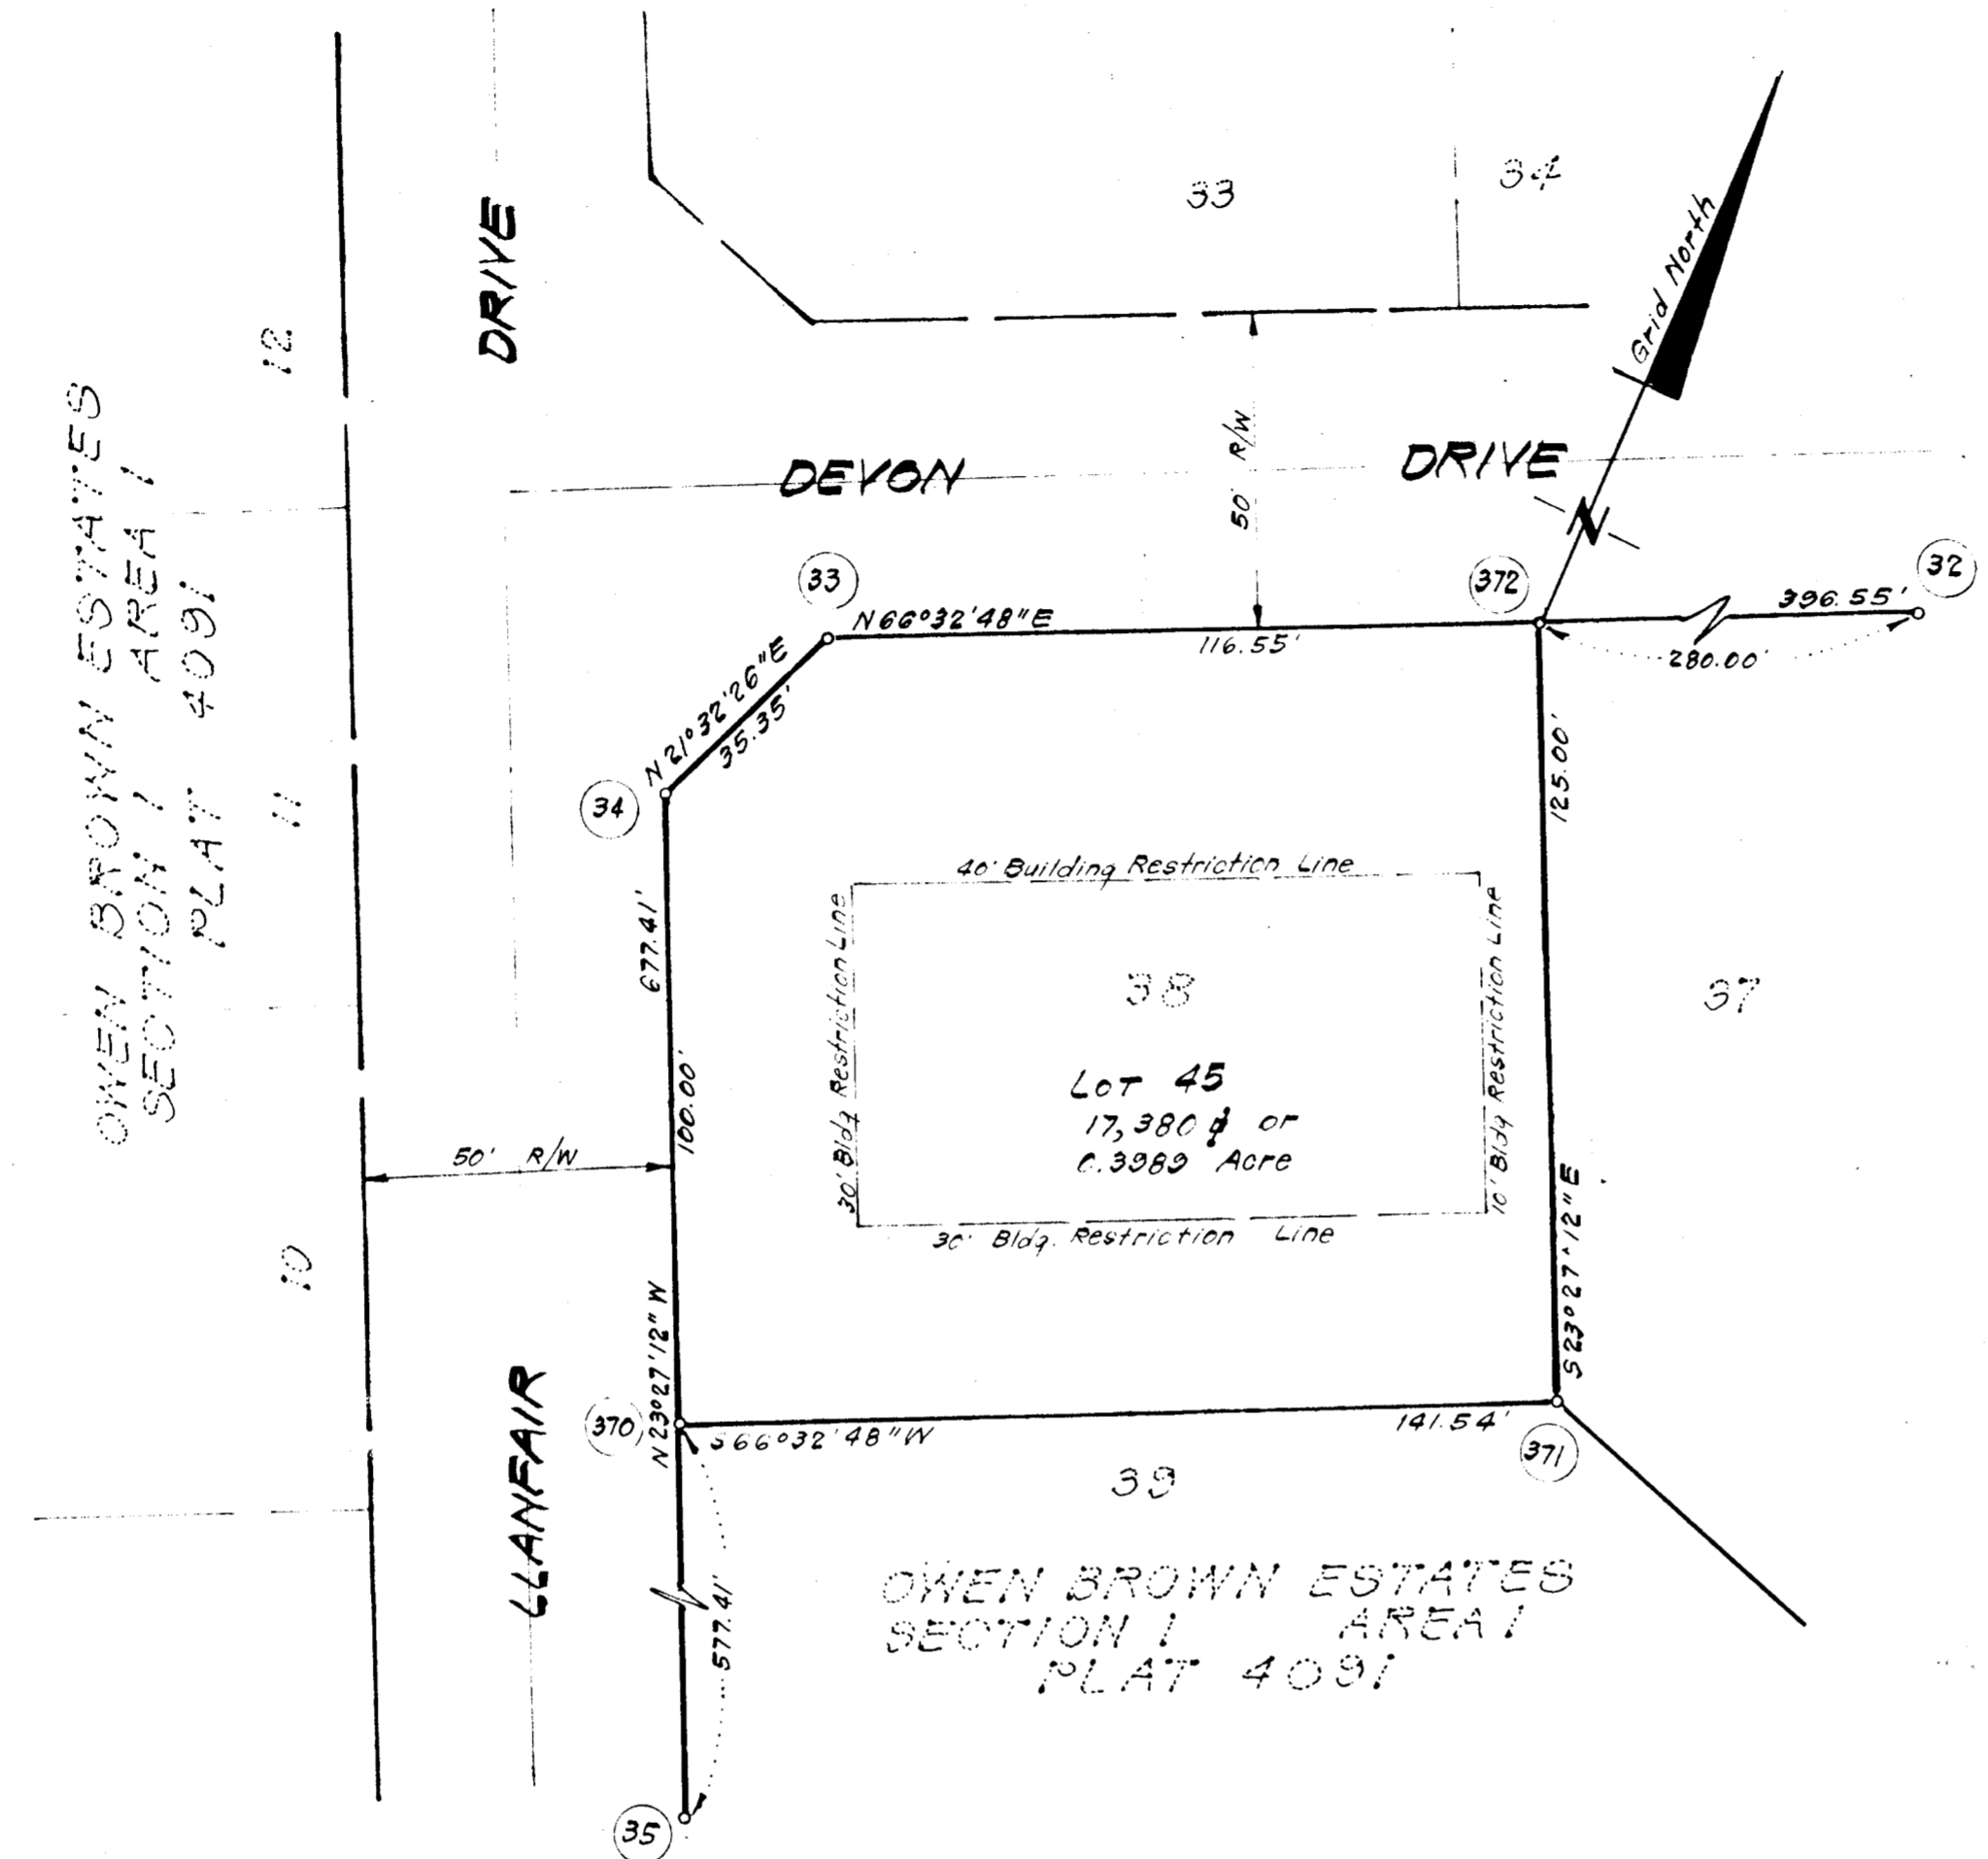 33
34
Grid North
N
DRIVE
12
OWEN BROWN ESTATES
SECTION 1 AREA 1
PLAT 4091
11
10
DEVON DRIVE
50' R/W
33
372
32
N66°32'48"E
116.55'
396.55'
280.00'
N21°32'26"E
35.35'
34
677.41'
100.00'
N23°27'12"W
125.00'
S23°27'12"E
40' Building Restriction Line
30' Bldg Restriction Line
10' Bldg Restriction Line
30' Bldg. Restriction Line
38
LOT 45
17,380 or
0.3989 Acre
37
50' R/W
LLANFAIR
370
S66°32'48"W
141.54'
371
39
577.41'
35
OWEN BROWN ESTATES
SECTION 1 AREA 1
PLAT 4091